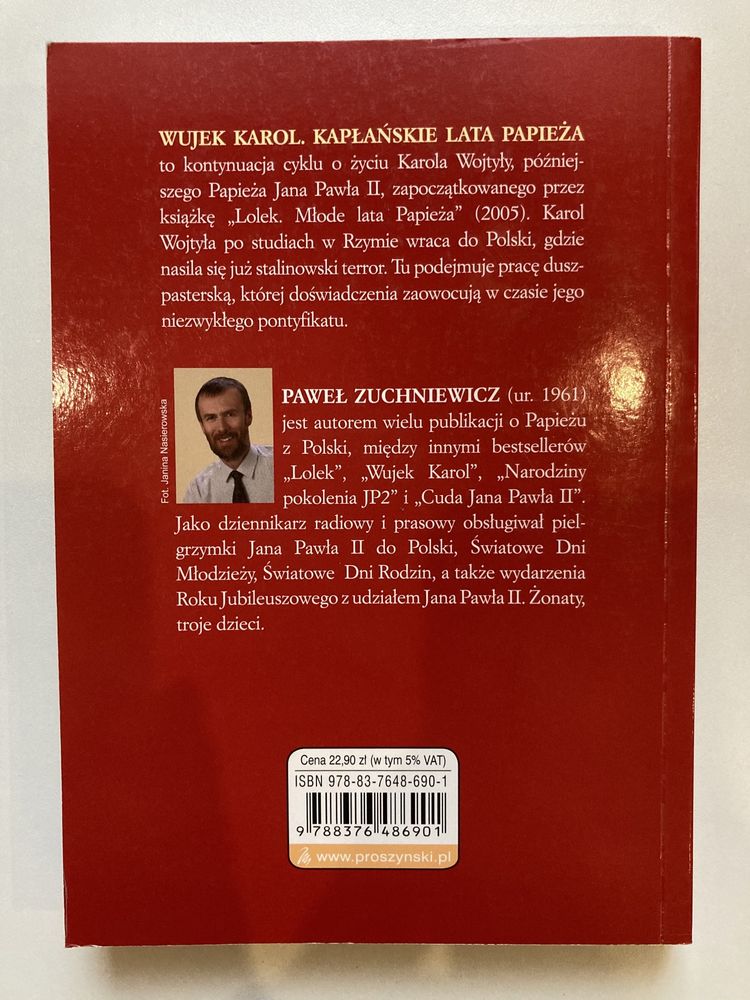 WUJEK KAROL. KAPŁAŃSKIE LATA PAPIEŻA
to kontynuacja cyklu o życiu Karola Wojtyły, później-
szego Papieża Jana Pawła II, zapoczątkowanego przez
książkę „Lolek. Młode lata Papieża” (2005). Karol
Wojtyła po studiach w Rzymie wraca do Polski, gdzie
nasila się już stalinowski terror. Tu podejmuje pracę dusz-
pasterską, której doświadczenia zaowocują w czasie jego
niezwykłego pontyfikatu.
Fot. Janina Nasierowska
PAWEŁ ZUCHNIEWICZ (ur. 1961)
jest autorem wielu publikacji o Papieżu
z Polski, między innymi bestsellerów
„Lolek”, „Wujek Karol”, „Narodziny
pokolenia JP2” i „Cuda Jana Pawła II”.
Jako dziennikarz radiowy i prasowy obsługiwał piel-
grzymki Jana Pawła II do Polski, Światowe Dni
Młodzieży, Światowe Dni Rodzin, a także wydarzenia
Roku Jubileuszowego z udziałem Jana Pawła II. Żonaty,
troje dzieci.
Cena 22,90 zł (w tym 5% VAT)
ISBN 978-83-7648-690-1
9 788376 486901
www.proszynski.pl